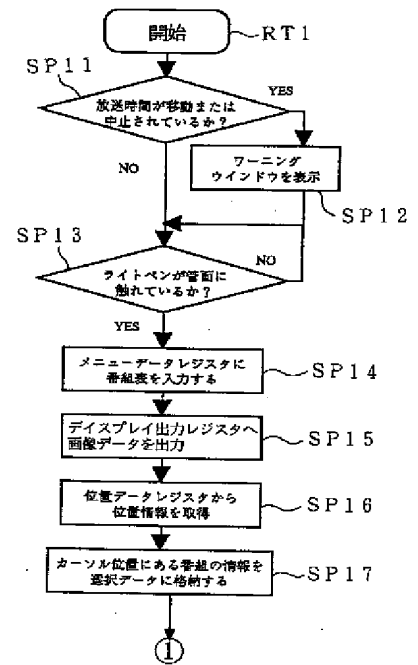 開始
RT1
SP11
放送時間が移動または
中止されているか?
YES
NO
ワーニング
ウインドウを表示
SP12
SP13
ライトペンが管面に
触れているか?
NO
YES
メニューデータレジスタに
番組表を入力する
SP14
デイスプレイ出力レジスタへ
画像データを出力
SP15
位置データレジスタから
位置情報を取得
SP16
カーソル位置にある番組の情報を
選択データに格納する
SP17
①